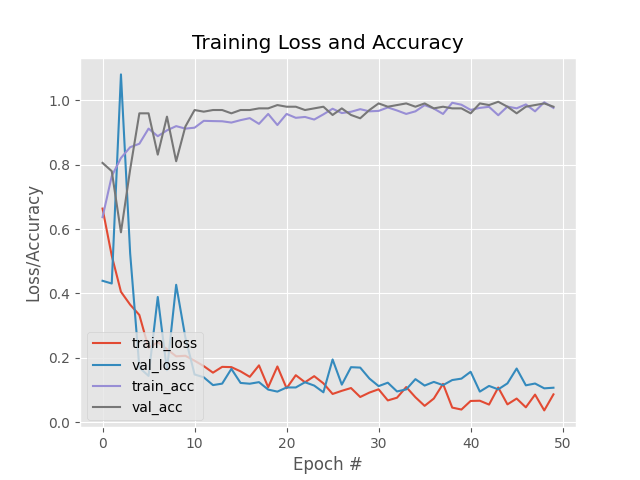 Training Loss and Accuracy
Loss/Accuracy
1.0
0.8
0.6
0.4
0.2
0.0
train_loss
val_loss
train_acc
val_acc
0 10 20 30 40 50
Epoch #